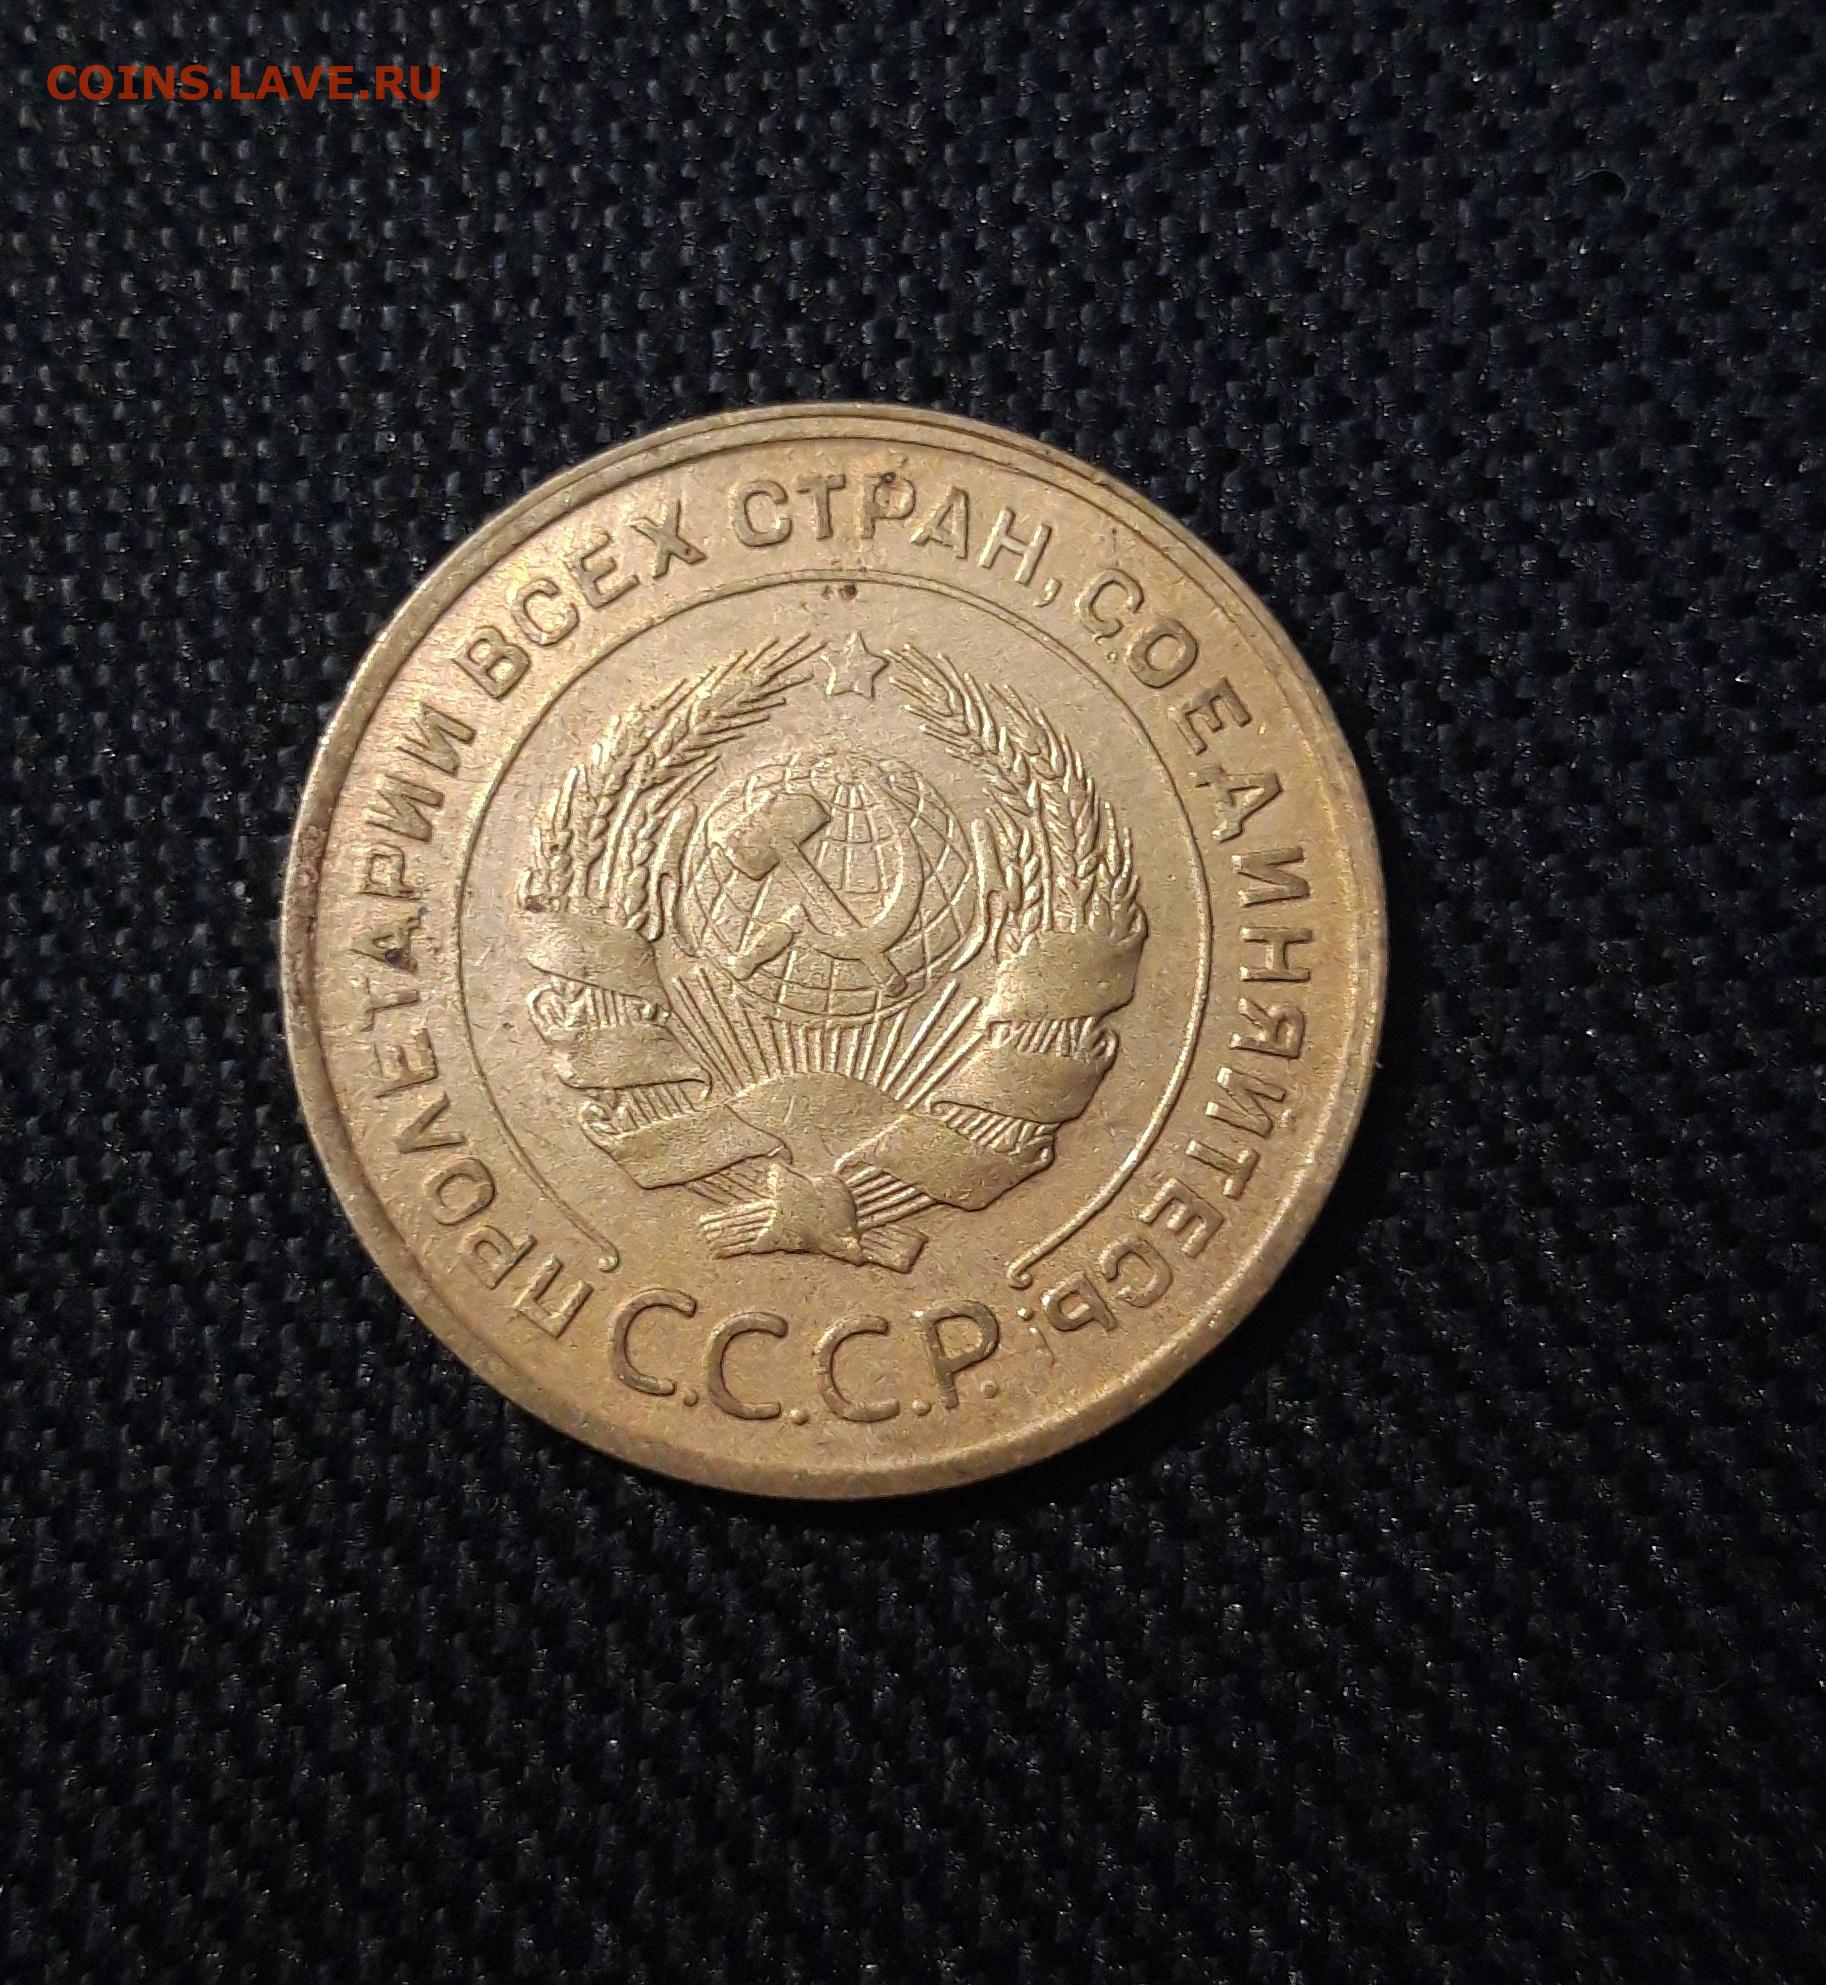 COINS.LAVE.RU
ПРОЛЕТАРИИ ВСЕХ СТРАН, СОЕДИНЯЙТЕСЬ!
С.С.С.Р.